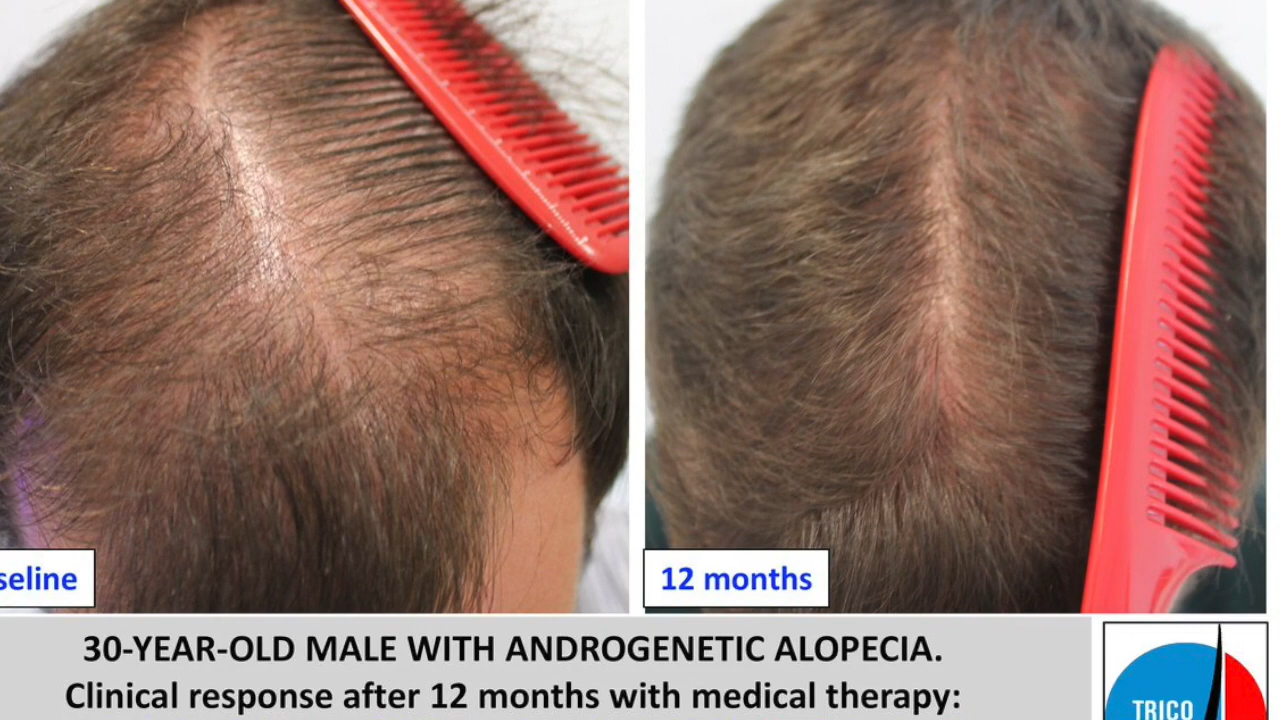 seline
12 months
30-YEAR-OLD MALE WITH ANDROGENETIC ALOPECIA.
Clinical response after 12 months with medical therapy:
TRICO